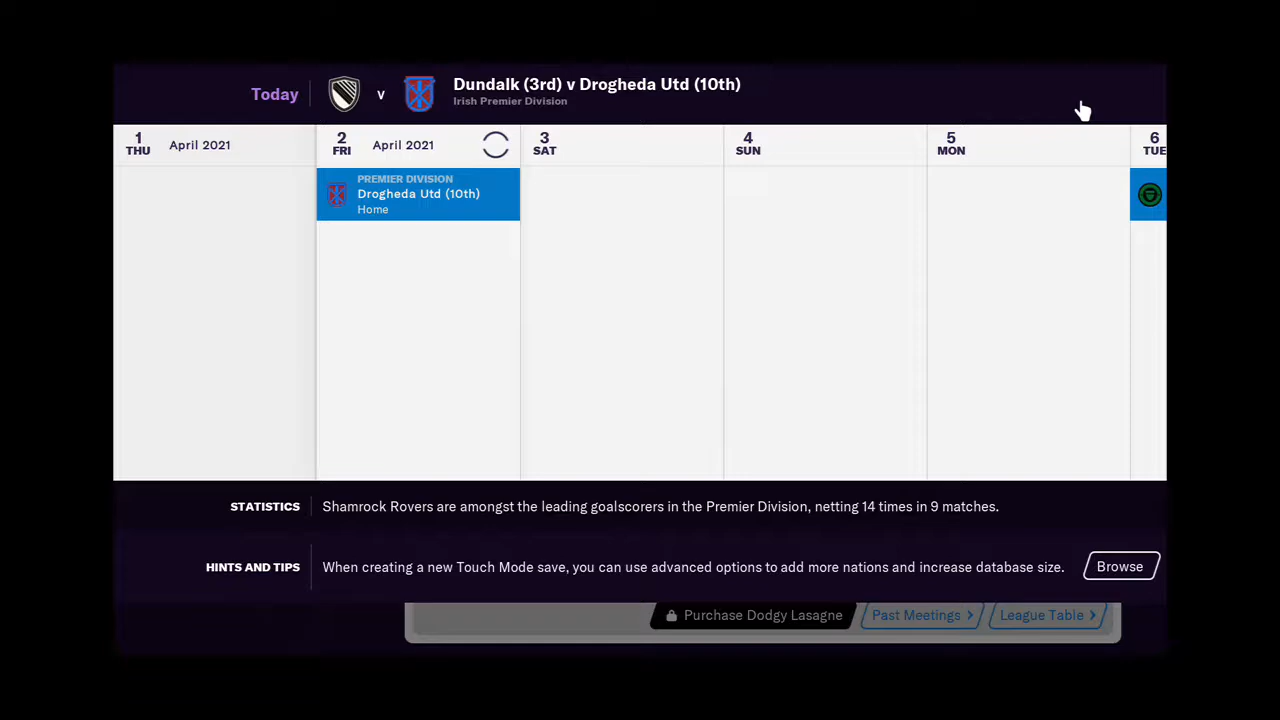 Today
v
Dundalk (3rd) v Drogheda Utd (10th)
Irish Premier Division
1
THU
April 2021
2
FRI
April 2021
3
SAT
4
SUN
5
MON
6
TUE
PREMIER DIVISION
Drogheda Utd (10th)
Home
STATISTICS
Shamrock Rovers are amongst the leading goalscorers in the Premier Division, netting 14 times in 9 matches.
HINTS AND TIPS
When creating a new Touch Mode save, you can use advanced options to add more nations and increase database size.
Browse
Purchase Dodgy Lasagne
Past Meetings >
League Table >